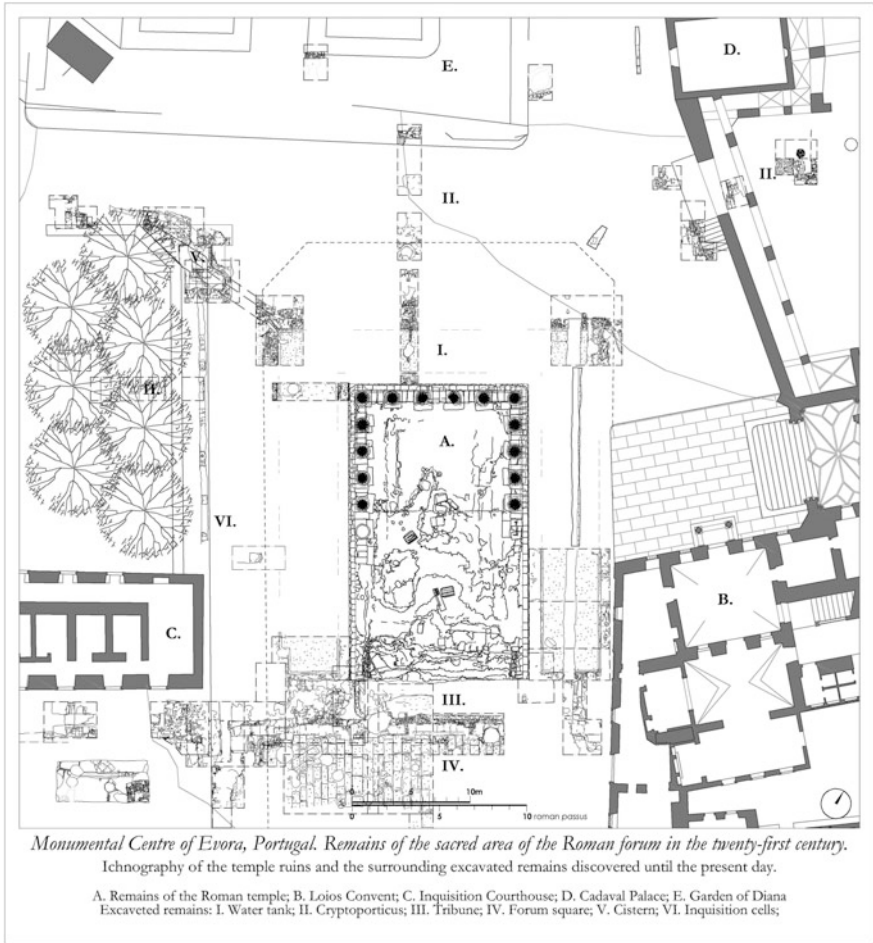 D.
E.
II.
II.
V.
I.
II.
A.
VI.
B.
C.
III.
IV.
0 5 10m
0 5 10 roman passus
Monumental Centre of Evora, Portugal. Remains of the sacred area of the Roman forum in the twenty-first century.
Ichnography of the temple ruins and the surrounding excavated remains discovered until the present day.
A. Remains of the Roman temple; B. Loios Convent; C. Inquisition Courthouse; D. Cadaval Palace; E. Garden of Diana
Excaveted remains: I. Water tank; II. Cryptoporticus; III. Tribune; IV. Forum square; V. Cistern; VI. Inquisition cells;